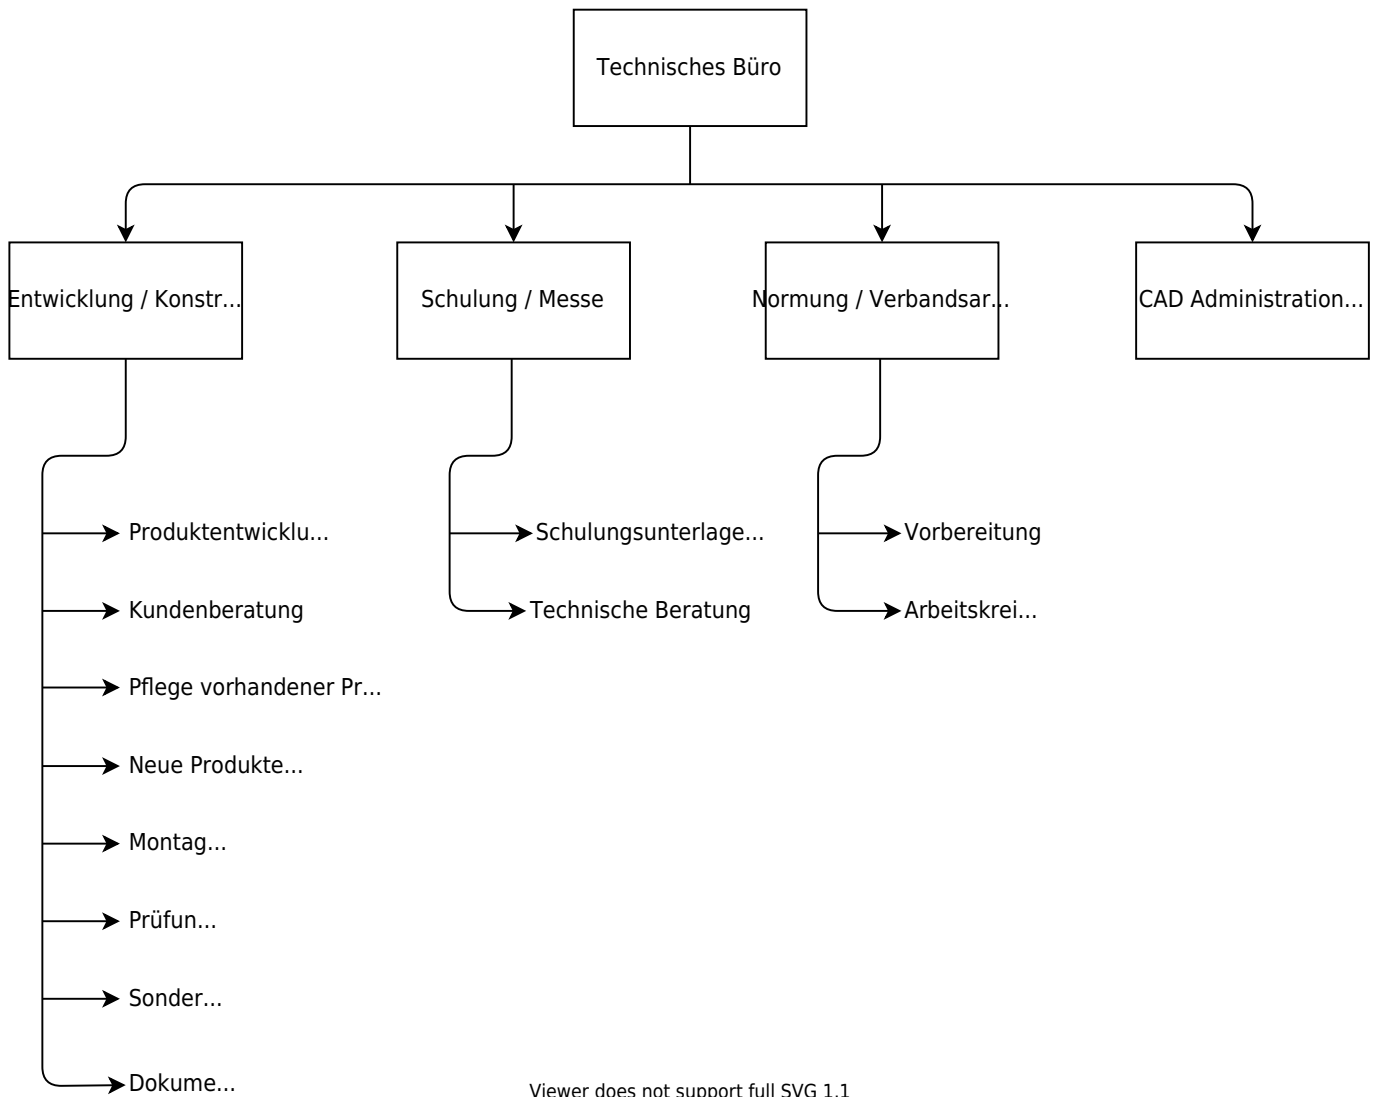 Technisches Büro
Entwicklung / Konstr...
Schulung / Messe
Normung / Verbandsar...
CAD Administration...
Produktentwicklu...
Kundenberatung
Pflege vorhandener Pr...
Neue Produkte...
Montag...
Prüfun...
Sonder...
Dokume...
Schulungsunterlage...
Technische Beratung
Vorbereitung
Arbeitskrei...
Viewer does not support full SVG 1.1